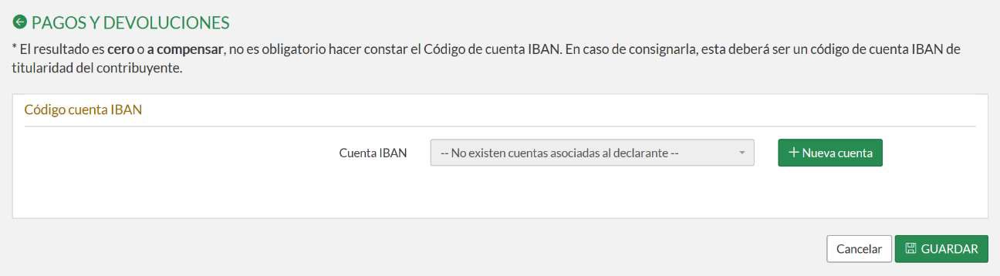 PAGOS Y DEVOLUCIONES
* El resultado es cero o a compensar, no es obligatorio hacer constar el Código de cuenta IBAN. En caso de consignarla, esta deberá ser un código de cuenta IBAN de
titularidad del contribuyente.
Código cuenta IBAN
Cuenta IBAN -- No existen cuentas asociadas al declarante -- + Nueva cuenta
Cancelar GUARDAR